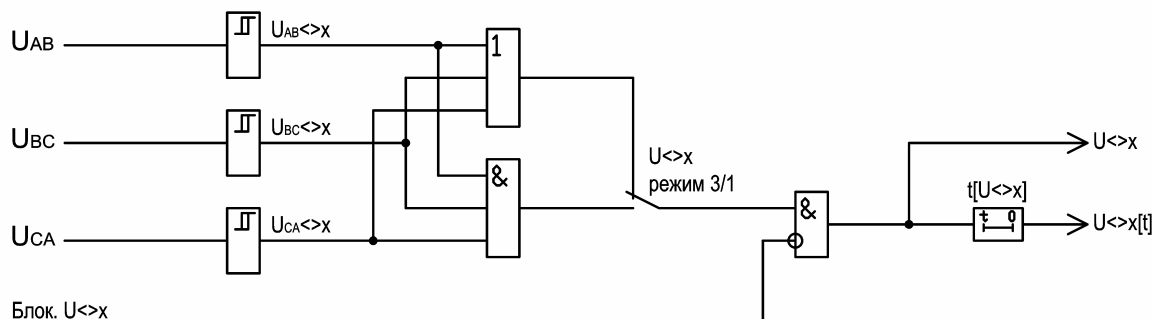 UAB
UAB<>x
1
UBC
UBC<>x
U<>x
режим 3/1
U<>x
&
&
t[U<>x]
t 0
UCA
UCA<>x
U<>x[t]
Блок. U<>x